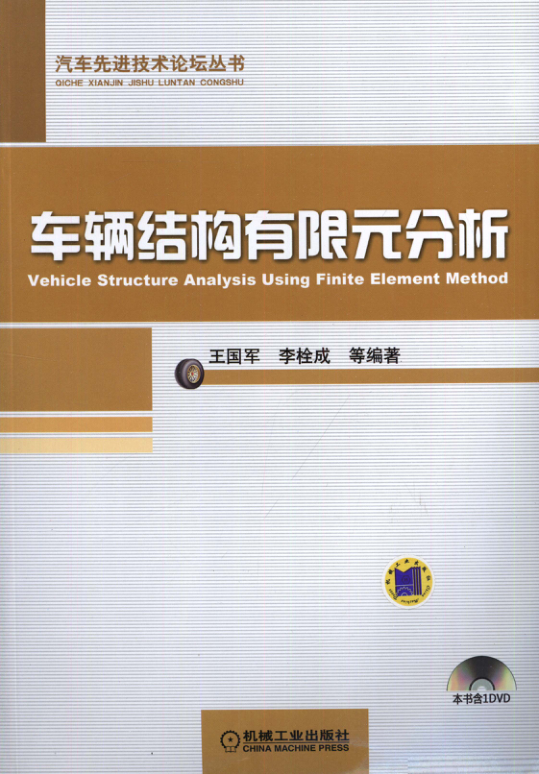 汽车先进技术论坛丛书
QICHE XIANJIN JISHU LUNTAN CONGSHU
车辆结构有限元分析
Vehicle Structure Analysis Using Finite Element Method
王国军 李栓成 等编著
本书含1DVD
机械工业出版社
CHINA MACHINE PRESS